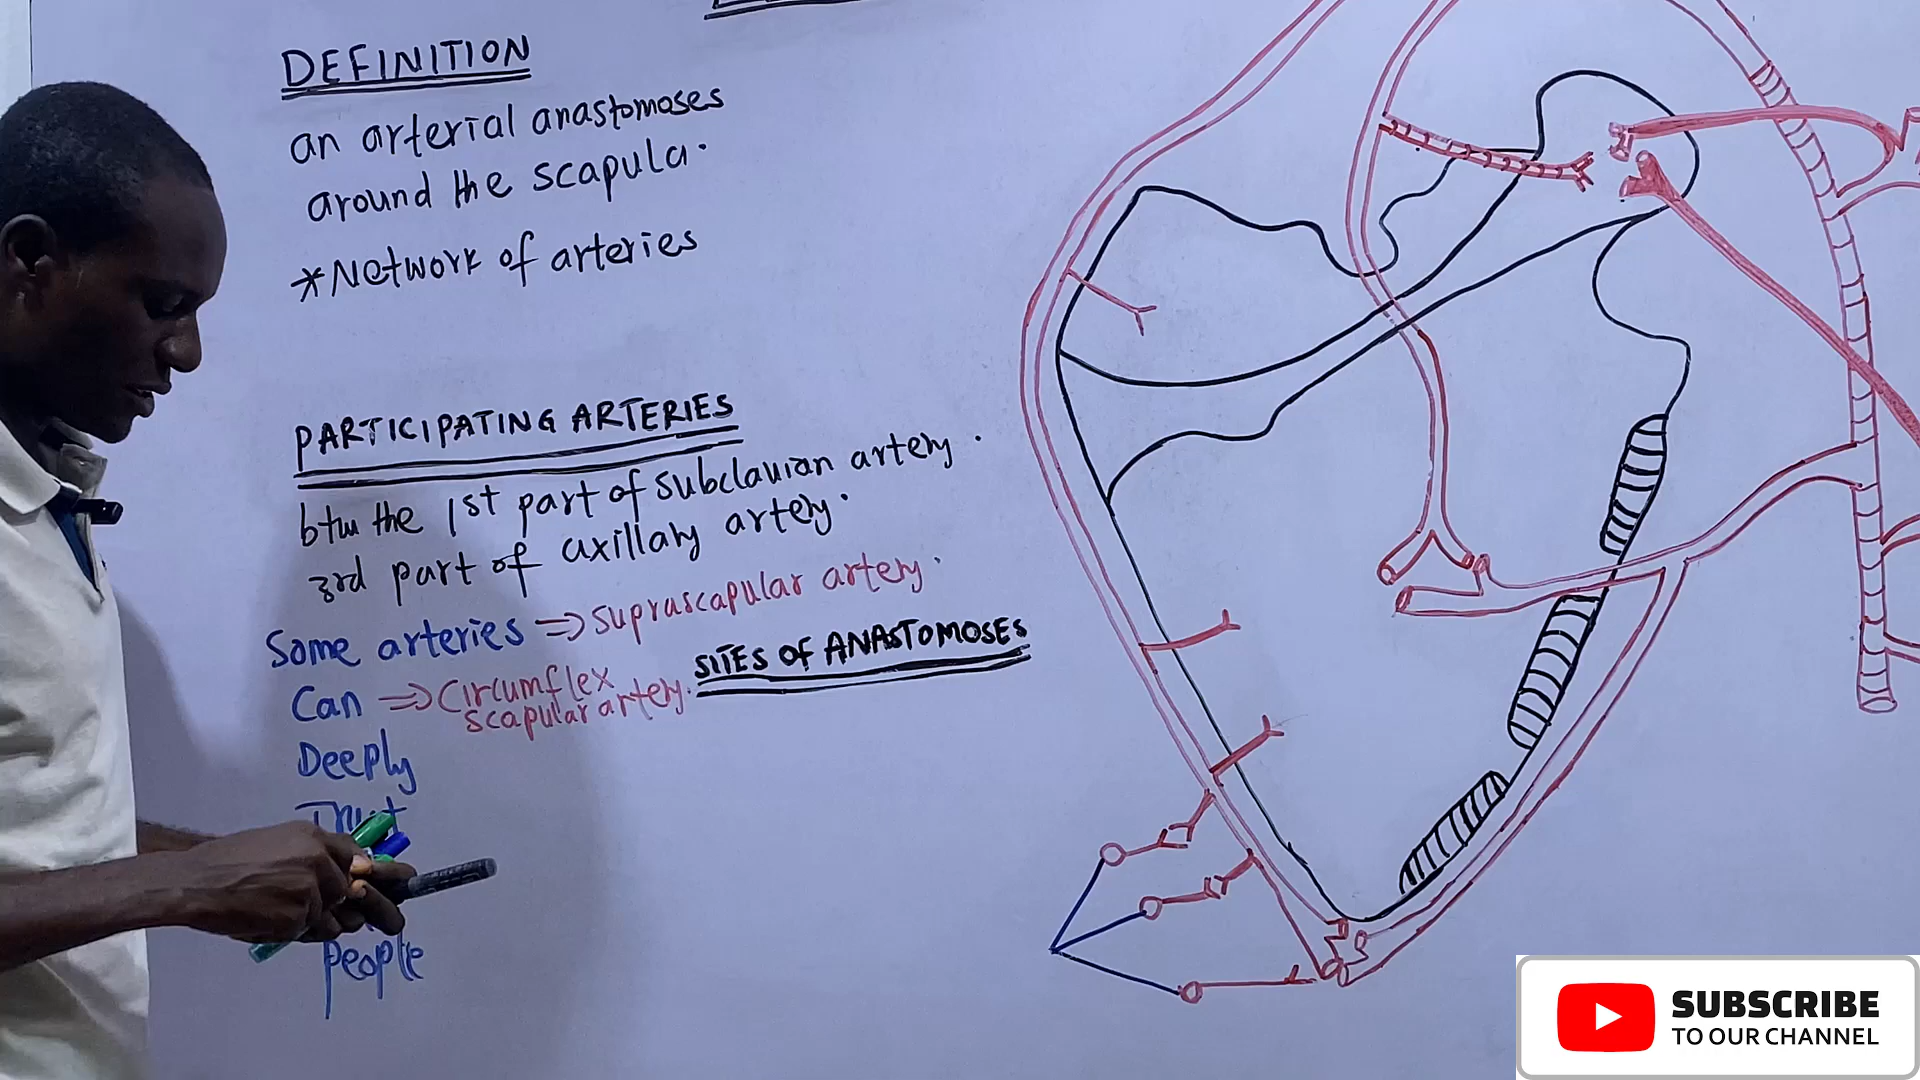 DEFINITION
an arterial anastomoses
around the scapula.
*Network of arteries
PARTICIPATING ARTERIES
btw the 1st part of subclavian artery.
3rd part of axillary artery.
Some arteries ⇒ suprascapular artery.
Can ⇒ Circumflex
scapular artery.
SITES OF ANASTOMOSES
Deeply
People
SUBSCRIBE
TO OUR CHANNEL